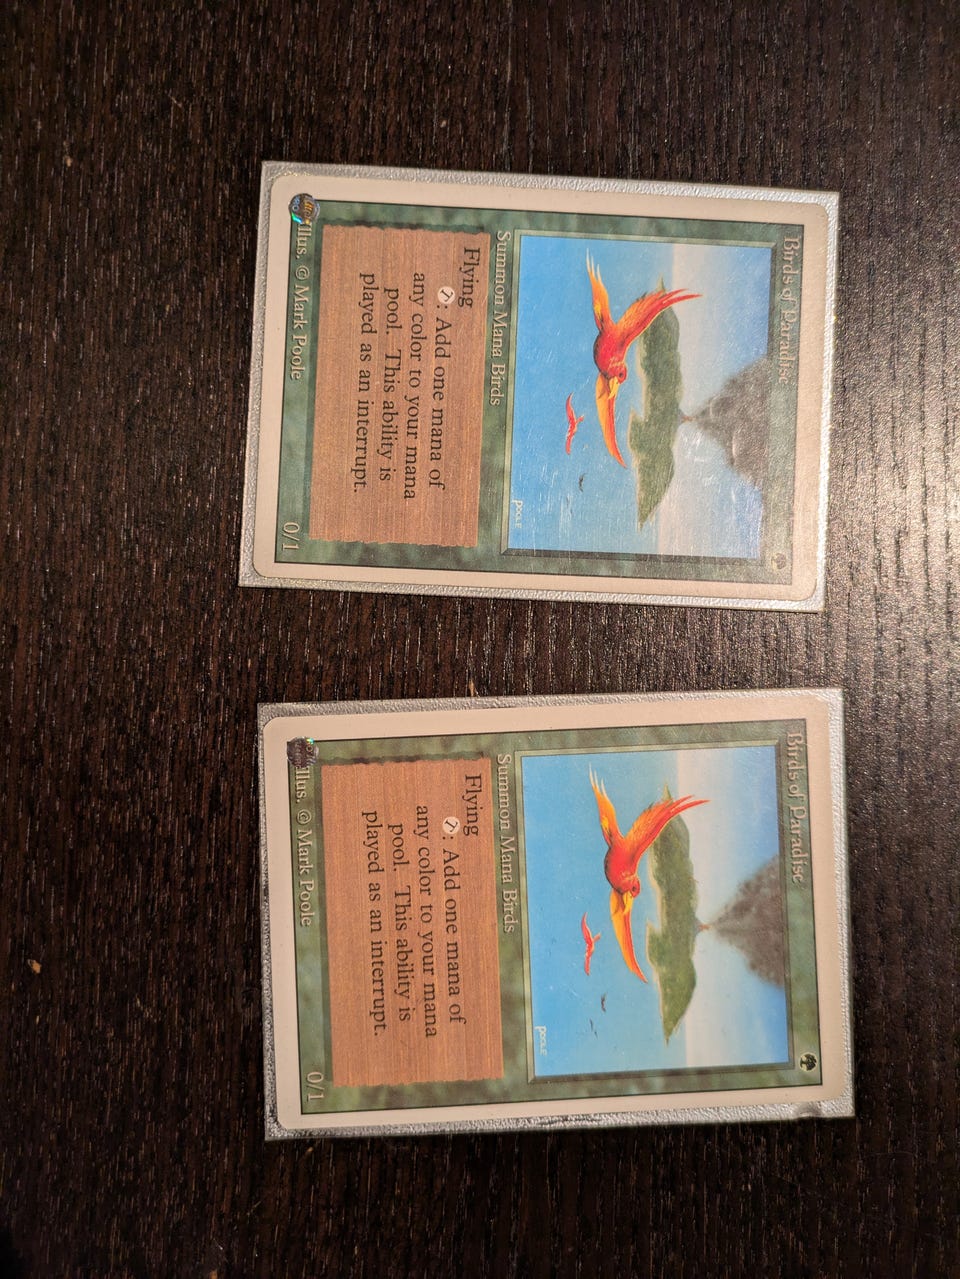 Birds of Paradise
POOLE
Summon Mana Birds
Flying
: Add one mana of
any color to your mana
pool. This ability is
played as an interrupt.
Illus. © Mark Poole
0/1
Birds of Paradise
POOLE
Summon Mana Birds
Flying
: Add one mana of
any color to your mana
pool. This ability is
played as an interrupt.
Illus. © Mark Poole
0/1